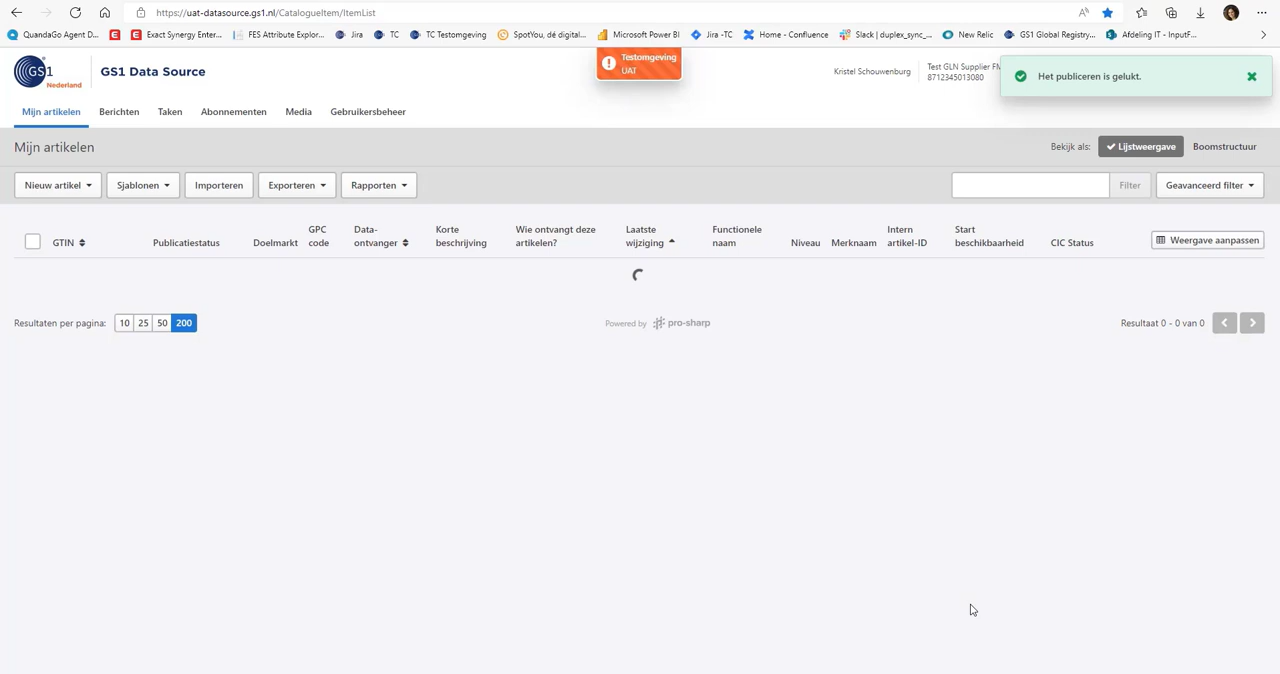 https://uat-datasource.gs1.nl/CatalogueItem/ItemList
QuandaGo Agent D...
Exact Synergy Enter...
FES Attribute Explor...
Jira
TC
TC Testomgeving
SpotYou, dé digital...
Microsoft Power BI
Jira -TC
Home - Confluence
Slack | duplex_sync_...
New Relic
GS1 Global Registry...
Afdeling IT - InputF...
GS1
Nederland
GS1 Data Source
Testomgeving
UAT
Kristel Schouwenburg
Test GLN Supplier FM
8712345013080
Het publiceren is gelukt.
Mijn artikelen
Berichten
Taken
Abonnementen
Media
Gebruikersbeheer
Mijn artikelen
Bekijk als:
Lijstweergave
Boomstructuur
Nieuw artikel
Sjablonen
Importeren
Exporteren
Rapporten
Filter
Geavanceerd filter
GTIN
Publicatiestatus
Doelmarkt
GPC
code
Data-
ontvanger
Korte
beschrijving
Wie ontvangt deze
artikelen?
Laatste
wijziging
Functionele
naam
Niveau
Merknaam
Intern
artikel-ID
Start
beschikbaarheid
CIC Status
Weergave aanpassen
Resultaten per pagina:
10
25
50
200
Powered by
pro-sharp
Resultaat 0 - 0 van 0